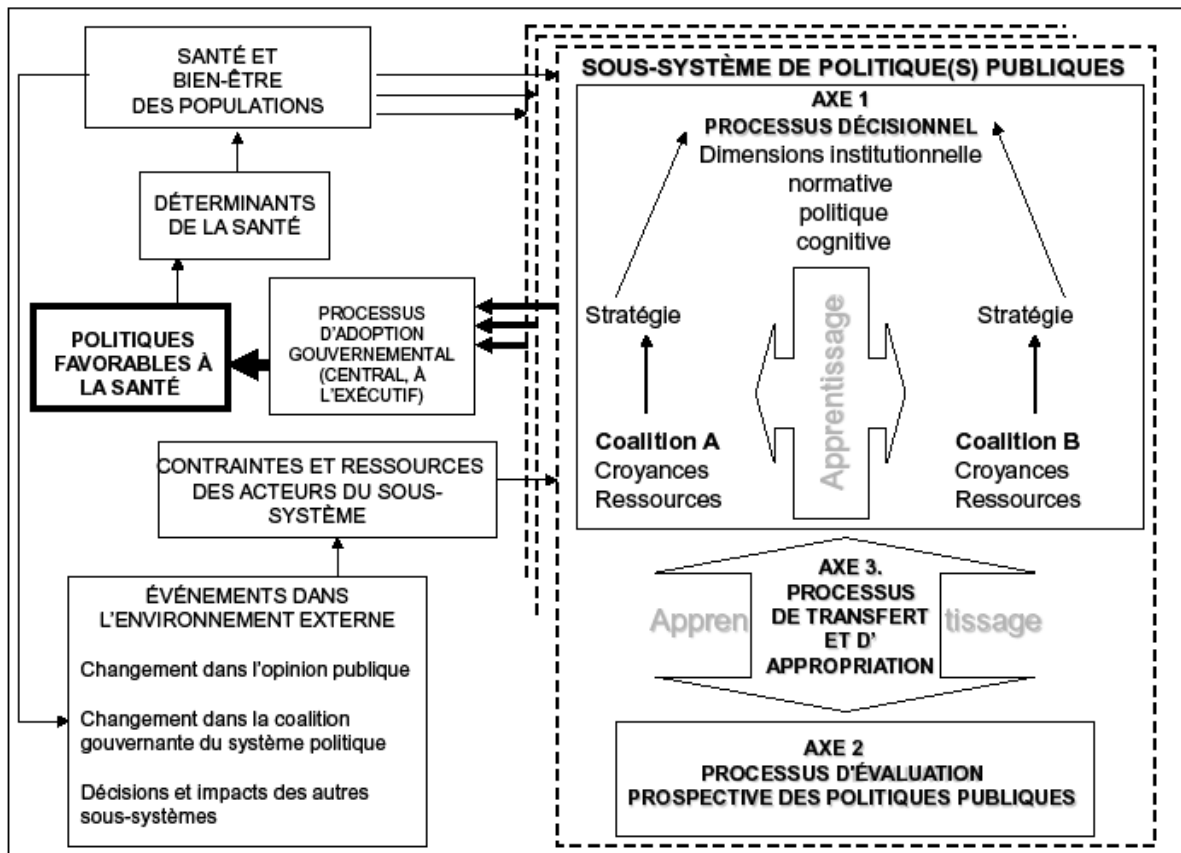 SANTÉ ET
BIEN-ÊTRE
DES POPULATIONS
DÉTERMINANTS
DE LA SANTÉ
POLITIQUES
FAVORABLES À
LA SANTÉ
PROCESSUS
D'ADOPTION
GOUVERNEMENTAL
(CENTRAL, À
L'EXÉCUTIF)
CONTRAINTES ET RESSOURCES
DES ACTEURS DU SOUS-
SYSTÈME
ÉVÉNEMENTS DANS
L'ENVIRONNEMENT EXTERNE
Changement dans l'opinion publique
Changement dans la coalition
gouvernante du système politique
Décisions et impacts des autres
sous-systèmes
SOUS-SYSTÈME DE POLITIQUE(S) PUBLIQUES
AXE 1
PROCESSUS DÉCISIONNEL
Dimensions institutionnelle
normative
politique
cognitive
Stratégie
Apprentissage
Stratégie
Coalition A
Croyances
Ressources
Coalition B
Croyances
Ressources
AXE 3.
PROCESSUS
DE TRANSFERT
ET D'
APPROPRIATION
Appren tissage
AXE 2
PROCESSUS D'ÉVALUATION
PROSPECTIVE DES POLITIQUES PUBLIQUES